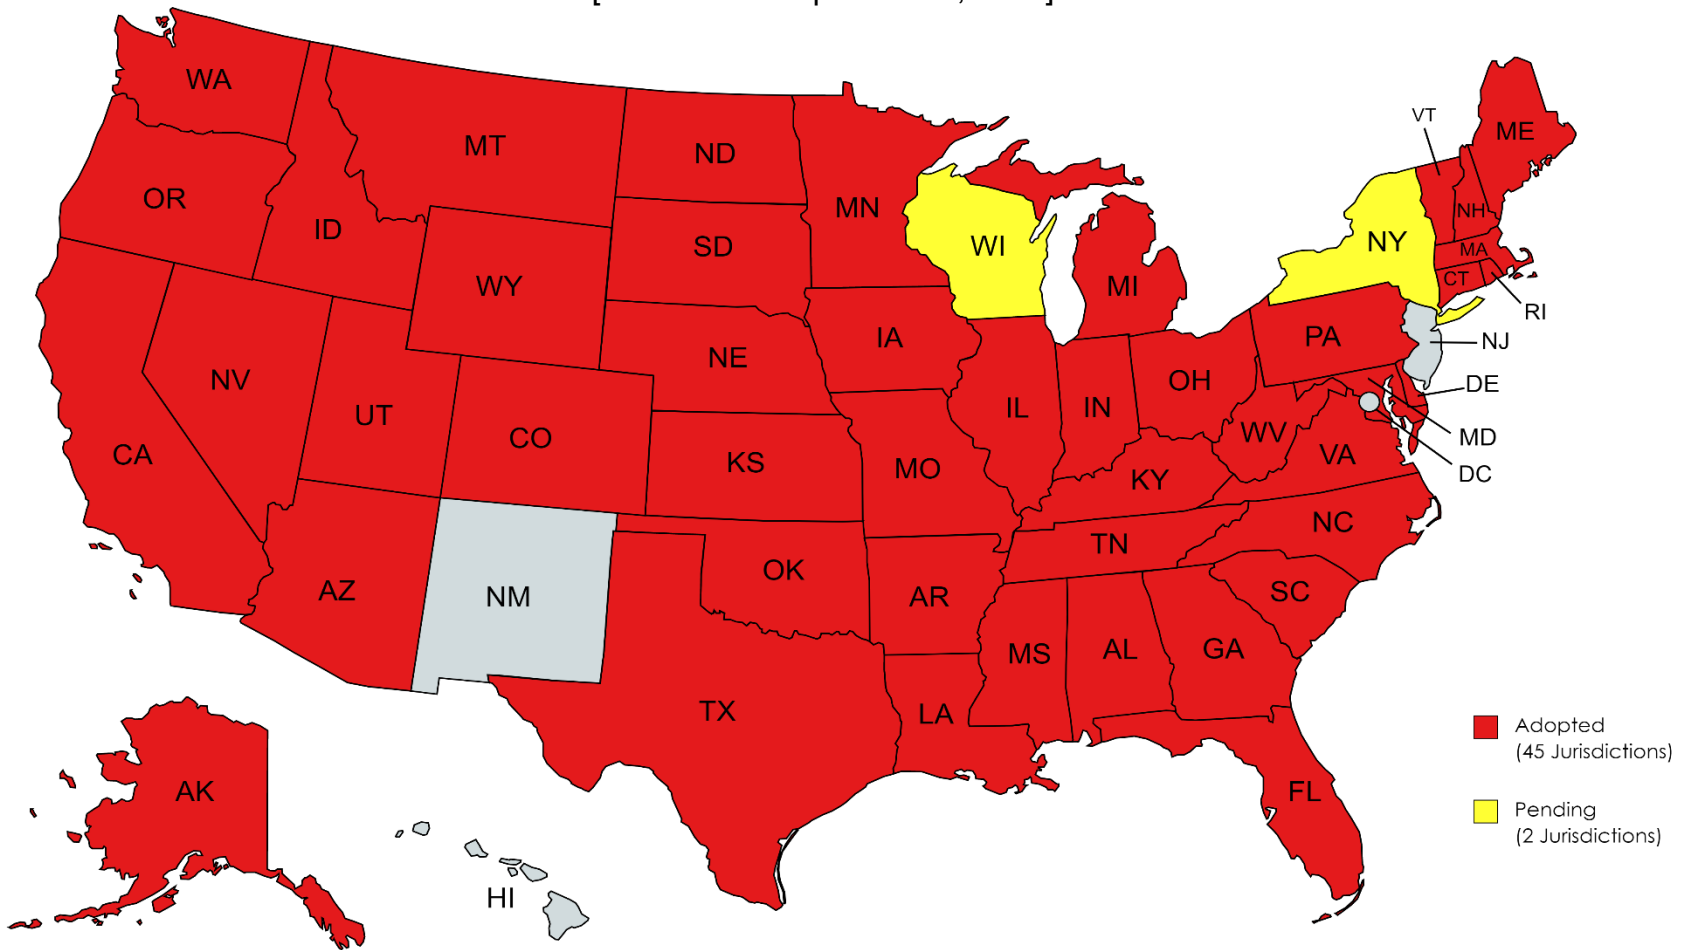 WA
MT
ND
MN
VT
ME
OR
ID
SD
WI
NY
NH
MA
CT
RI
WY
MI
IA
PA
NJ
NE
NV
UT
CO
IL
IN
OH
DE
MD
DC
WV
VA
CA
KS
MO
KY
NC
TN
AZ
NM
OK
AR
SC
MS
AL
GA
TX
LA
FL
AK
HI
Adopted
(45 Jurisdictions)
Pending
(2 Jurisdictions)